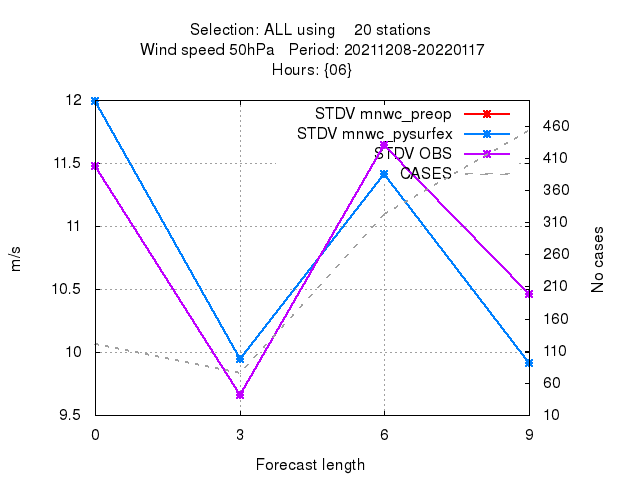 Selection: ALL using    20 stations
Wind speed 50hPa   Period: 20211208-20220117
Hours: {06}
STDV mnwc_preop
STDV mnwc_pysurfex
STDV OBS
CASES
12
11.5
11
10.5
10
9.5
460
410
360
310
260
210
160
110
60
10
m/s
No cases
0 3 6 9
Forecast length